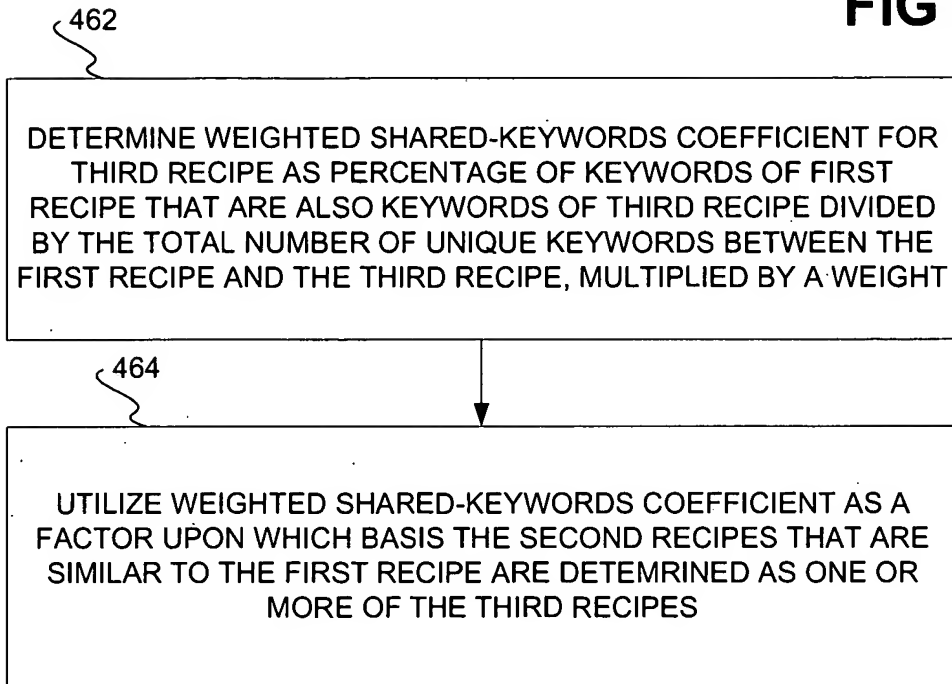 FIG
462
DETERMINE WEIGHTED SHARED-KEYWORDS COEFFICIENT FOR
THIRD RECIPE AS PERCENTAGE OF KEYWORDS OF FIRST
RECIPE THAT ARE ALSO KEYWORDS OF THIRD RECIPE DIVIDED
BY THE TOTAL NUMBER OF UNIQUE KEYWORDS BETWEEN THE
FIRST RECIPE AND THE THIRD RECIPE, MULTIPLIED BY A WEIGHT
464
UTILIZE WEIGHTED SHARED-KEYWORDS COEFFICIENT AS A
FACTOR UPON WHICH BASIS THE SECOND RECIPES THAT ARE
SIMILAR TO THE FIRST RECIPE ARE DETEMRINED AS ONE OR
MORE OF THE THIRD RECIPES